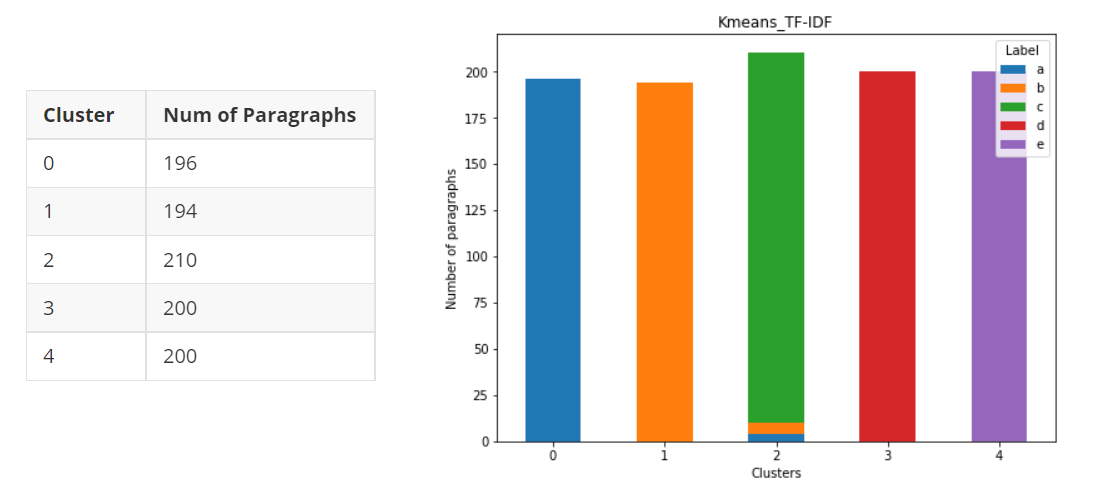 Cluster Num of Paragraphs
0 196
1 194
2 210
3 200
4 200
Kmeans_TF-IDF
Label
a
b
c
d
e
200
175
150
125
100
75
50
25
0
Number of paragraphs
0 1 2 3 4
Clusters